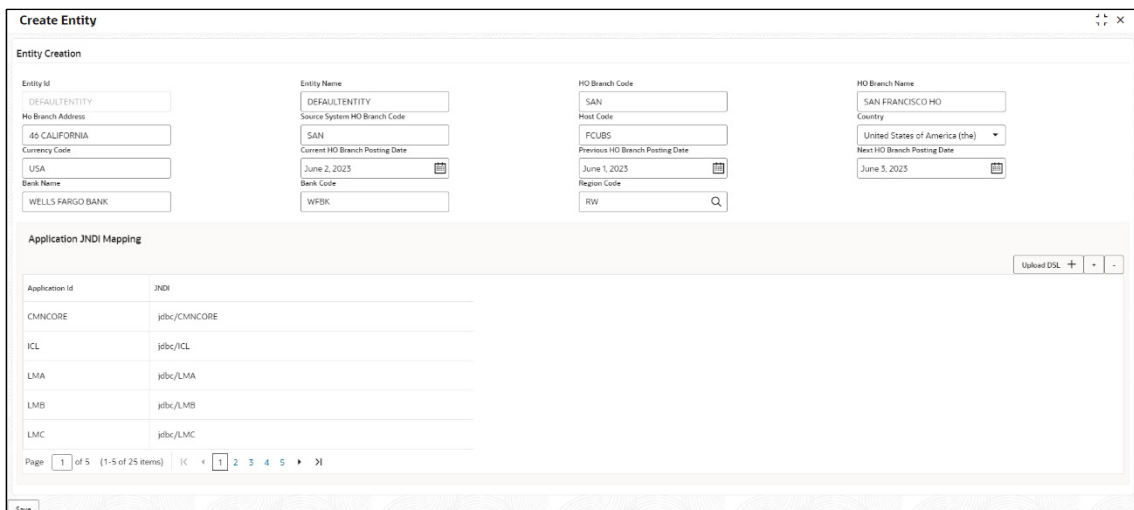 Create Entity
Entity Creation
Entity Id Entity Name HO Branch Code HO Branch Name
DEFAULTENTITY DEFAULTENTITY SAN SAN FRANCISCO HO
Ho Branch Address Source System HO Branch Code Host Code Country
46 CALIFORNIA SAN FCUBS United States of America (the)
Currency Code Current HO Branch Posting Date Previous HO Branch Posting Date Next HO Branch Posting Date
USA June 2, 2023 June 1, 2023 June 3, 2023
Bank Name Bank Code Region Code
WELLS FARGO BANK WFBK RW
Application JNDI Mapping
Upload DSL + + -
Application Id JNDI
CMNCORE jdbc/CMNCORE
ICL jdbc/ICL
LMA jdbc/LMA
LMB jdbc/LMB
LMC jdbc/LMC
Page 1 of 5 (1-5 of 25 items) 1 2 3 4 5
Save